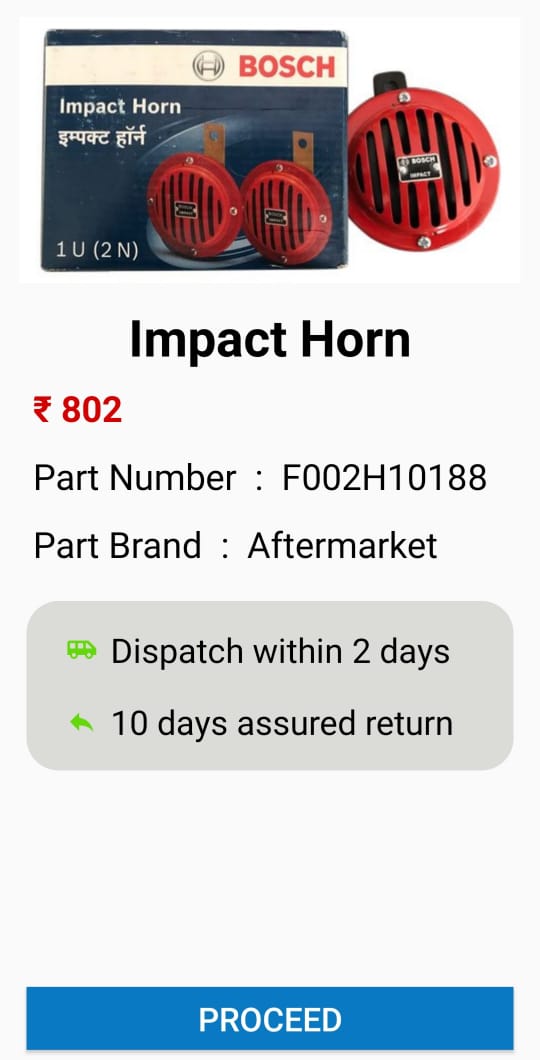 BOSCH
Impact Horn
इम्पक्ट हॉर्न
1 U (2 N)
BOSCH
IMPACT
Impact Horn
₹ 802
Part Number : F002H10188
Part Brand : Aftermarket
Dispatch within 2 days
10 days assured return
PROCEED